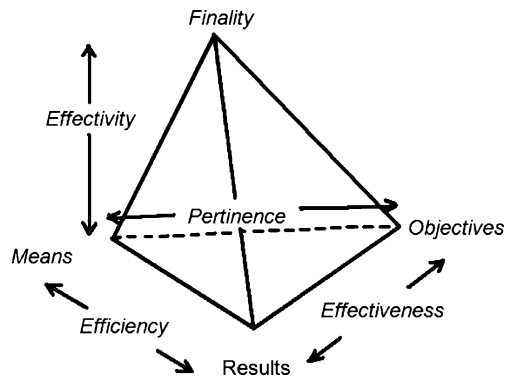 Finality
Effectivity
Pertinence
Objectives
Means
Effectiveness
Efficiency
Results